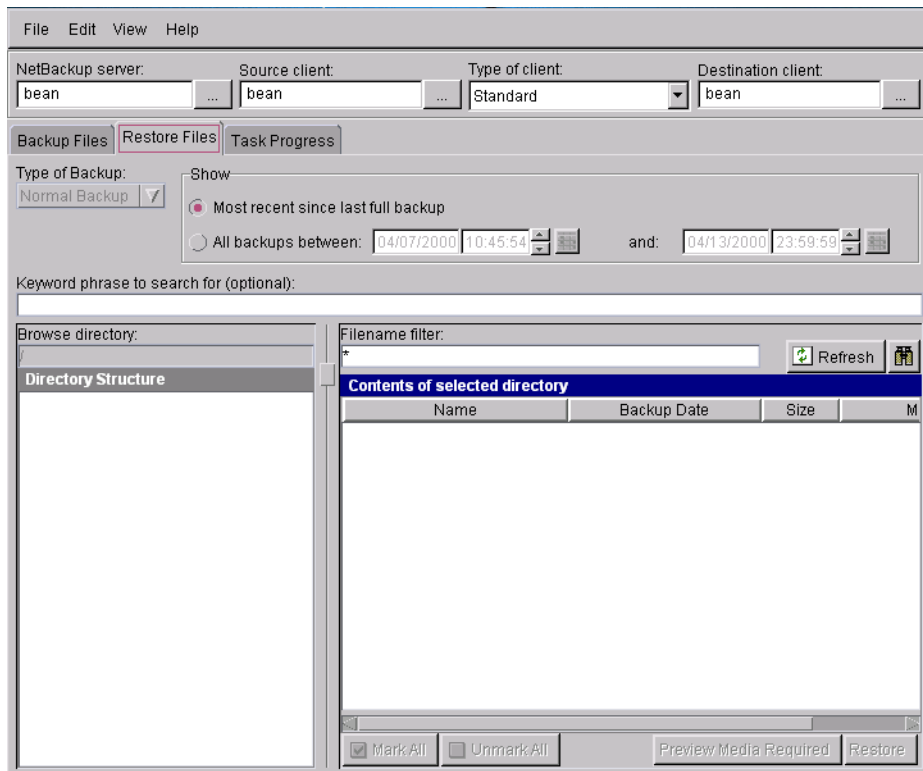 File Edit View Help
NetBackup server: Source client: Type of client: Destination client:
bean ... bean ... Standard bean ...
Backup Files Restore Files Task Progress
Type of Backup: Show
Normal Backup
Most recent since last full backup
All backups between: 04/07/2000 10:45:54 and: 04/13/2000 23:59:59
Keyword phrase to search for (optional):
Browse directory: Filename filter:
/ * Refresh
Directory Structure Contents of selected directory
Name Backup Date Size M
Mark All Unmark All Preview Media Required Restore